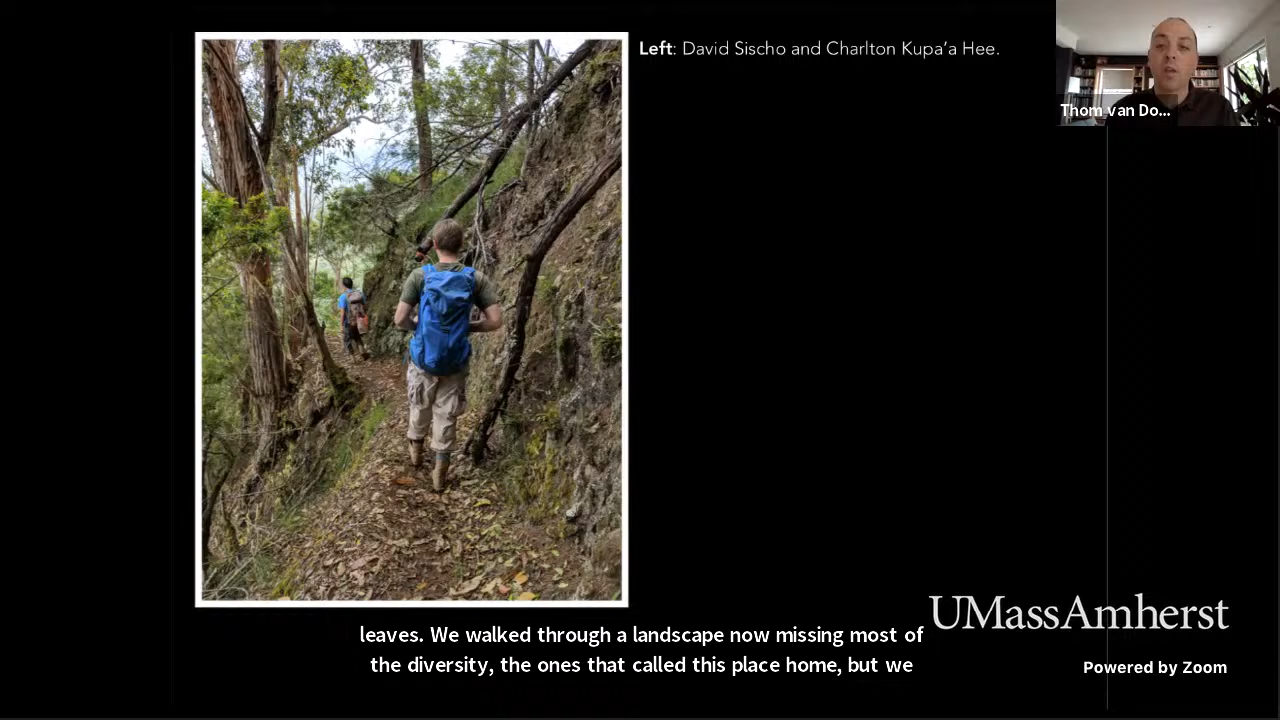 Left: David Sischo and Charlton Kupaʻa Hee.
Thom van Do...
leaves. We walked through a landscape now missing most of
the diversity, the ones that called this place home, but we
UMassAmherst
Powered by Zoom